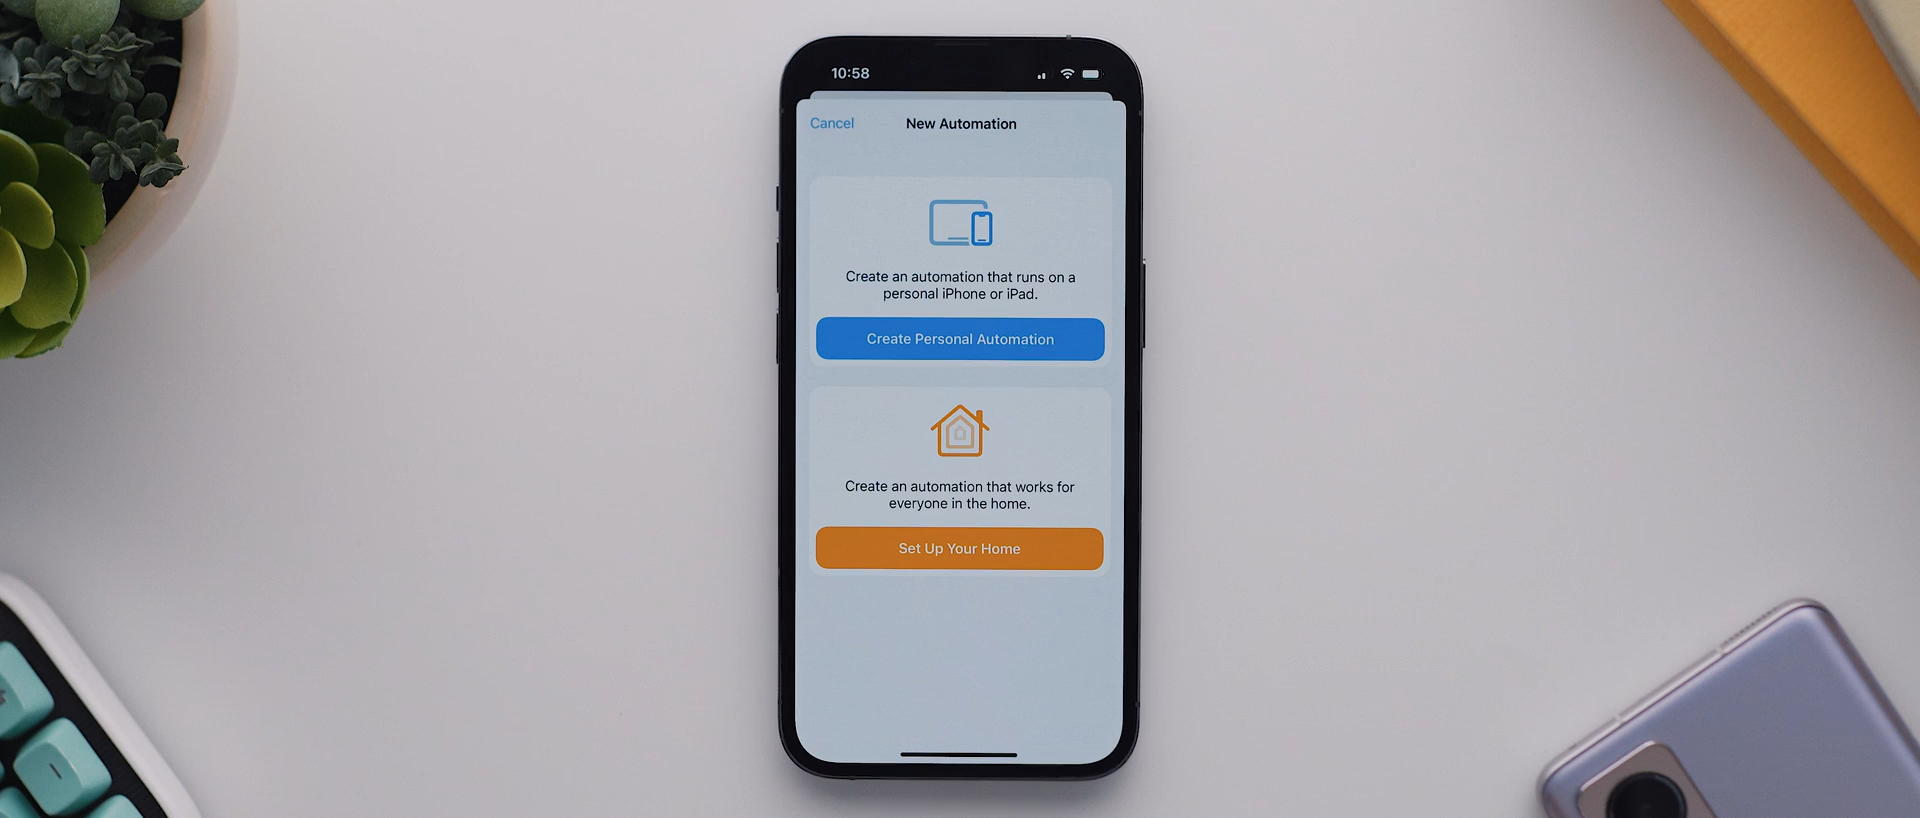 10:58
Cancel
New Automation
Create an automation that runs on a
personal iPhone or iPad.
Create Personal Automation
Create an automation that works for
everyone in the home.
Set Up Your Home